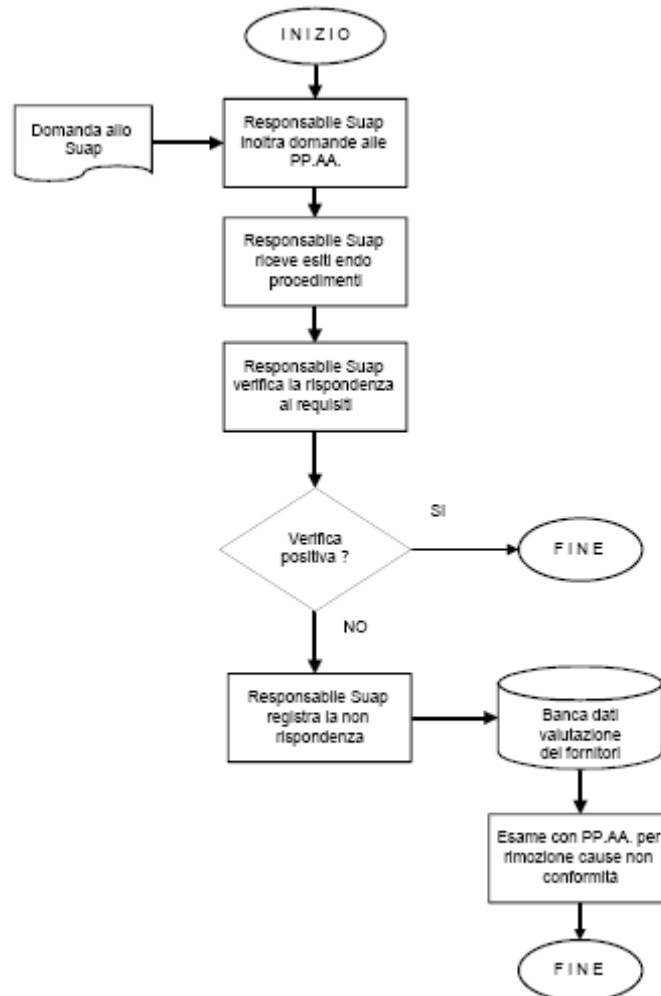 INIZIO
Domanda allo
Suap
Responsabile Suap
inoltra domande alle
PP.AA.
Responsabile Suap
riceve esiti endo
procedimenti
Responsabile Suap
verifica la rispondenza
ai requisiti
Verifica
positiva ?
SI
FINE
NO
Responsabile Suap
registra la non
rispondenza
Banca dati
valutazione
dei fornitori
Esame con PP.AA. per
rimozione cause non
conformità
FINE